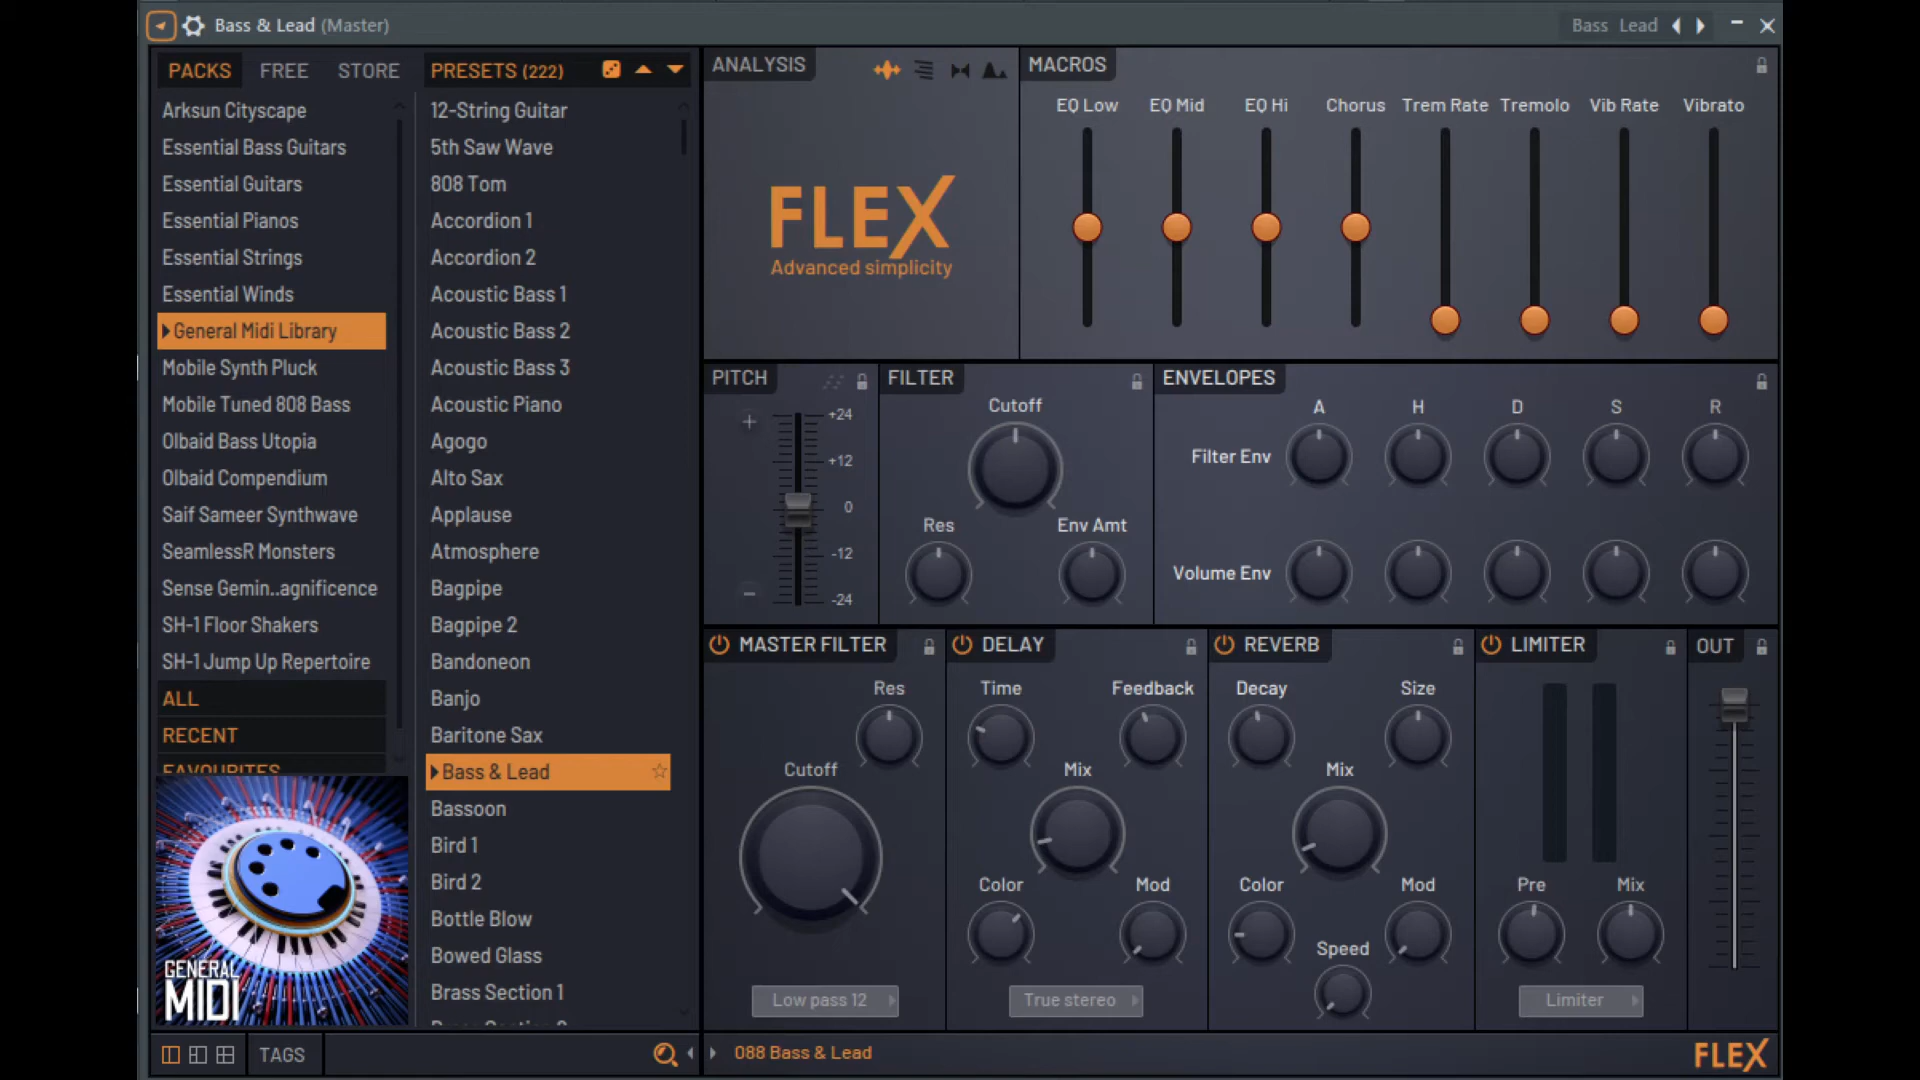 Bass & Lead (Master)
Bass Lead
PACKS FREE STORE
Arksun Cityscape
Essential Bass Guitars
Essential Guitars
Essential Pianos
Essential Strings
Essential Winds
General Midi Library
Mobile Synth Pluck
Mobile Tuned 808 Bass
Olbaid Bass Utopia
Olbaid Compendium
Saif Sameer Synthwave
SeamlessR Monsters
Sense Gemin..agnificence
SH-1 Floor Shakers
SH-1 Jump Up Repertoire
ALL
RECENT
FAVOURITES
GENERAL
MIDI
TAGS
PRESETS (222)
12-String Guitar
5th Saw Wave
808 Tom
Accordion 1
Accordion 2
Acoustic Bass 1
Acoustic Bass 2
Acoustic Bass 3
Acoustic Piano
Agogo
Alto Sax
Applause
Atmosphere
Bagpipe
Bagpipe 2
Bandoneon
Banjo
Baritone Sax
Bass & Lead
Bassoon
Bird 1
Bird 2
Bottle Blow
Bowed Glass
Brass Section 1
ANALYSIS
FLEX
Advanced simplicity
MACROS
EQ Low EQ Mid EQ Hi Chorus Trem Rate Tremolo Vib Rate Vibrato
PITCH
+24
+12
0
-12
-24
FILTER
Cutoff
Res Env Amt
ENVELOPES
A H D S R
Filter Env
Volume Env
MASTER FILTER
Res
Cutoff
Low pass 12
DELAY
Time Feedback
Mix
Color Mod
True stereo
REVERB
Decay Size
Mix
Color Mod
Speed
LIMITER
Pre Mix
Limiter
OUT
088 Bass & Lead
FLEX